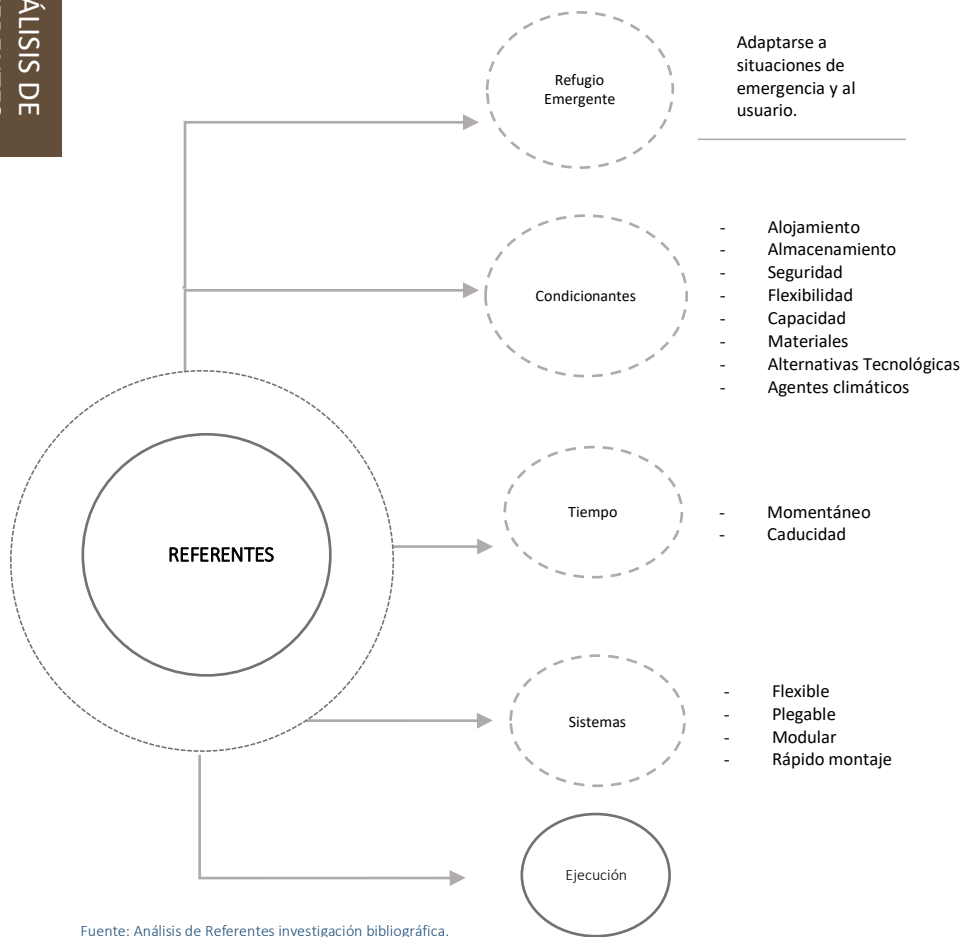 ÁLISIS DE
Refugio
Emergente
Adaptarse a
situaciones de
emergencia y al
usuario.
Condicionantes
- Alojamiento
- Almacenamiento
- Seguridad
- Flexibilidad
- Capacidad
- Materiales
- Alternativas Tecnológicas
- Agentes climáticos
REFERENTES
Tiempo
- Momentáneo
- Caducidad
Sistemas
- Flexible
- Plegable
- Modular
- Rápido montaje
Ejecución
Fuente: Análisis de Referentes investigación bibliográfica.